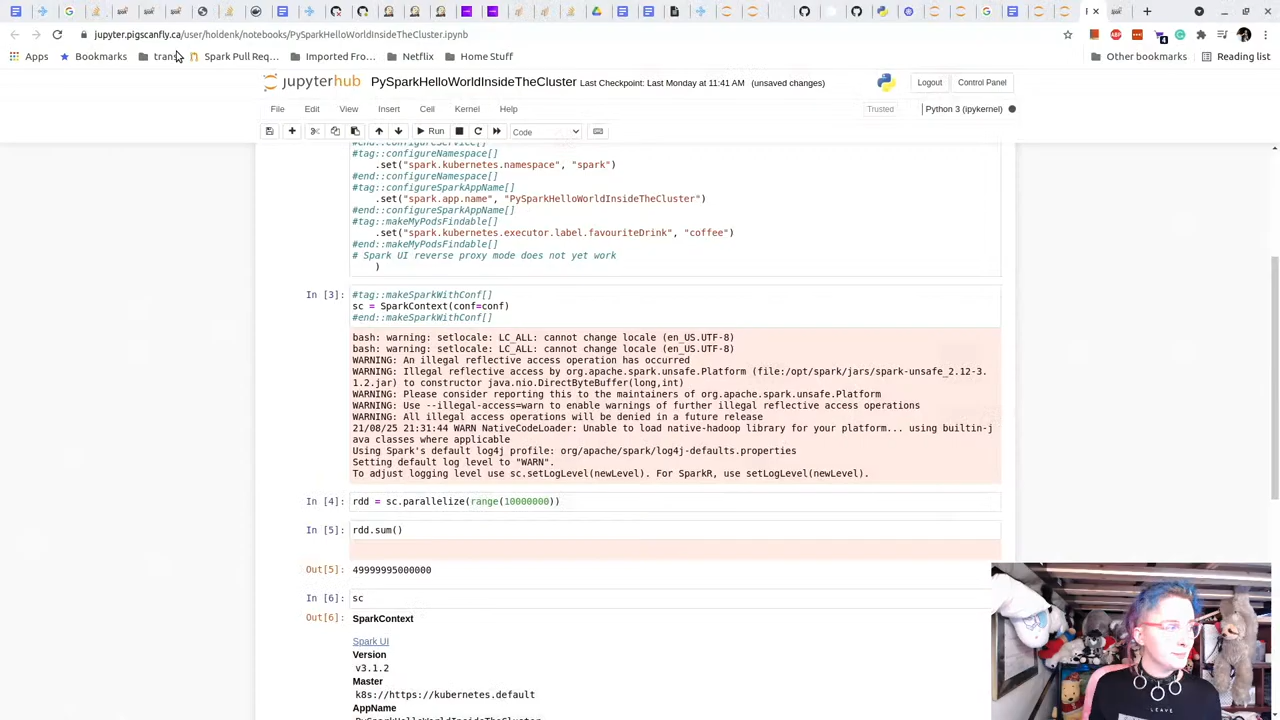 jupyter.pigscanfly.ca/user/holdenk/notebooks/PySparkHelloWorldInsideTheCluster.ipynb
Apps Bookmarks trans Spark Pull Req... Imported Fro... Netflix Home Stuff Other bookmarks Reading list
jupyterhub PySparkHelloWorldInsideTheCluster Last Checkpoint: Last Monday at 11:41 AM (unsaved changes) Logout Control Panel
File Edit View Insert Cell Kernel Help Trusted Python 3 (ipykernel)
Run Code
#end::configureService[]
#tag::configureNamespace[]
.set("spark.kubernetes.namespace", "spark")
#end::configureNamespace[]
#tag::configureSparkAppName[]
.set("spark.app.name", "PySparkHelloWorldInsideTheCluster")
#end::configureSparkAppName[]
#tag::makeMyPodsFindable[]
.set("spark.kubernetes.executor.label.favouriteDrink", "coffee")
#end::makeMyPodsFindable[]
# Spark UI reverse proxy mode does not yet work
)
In [3]: #tag::makeSparkWithConf[]
sc = SparkContext(conf=conf)
#end::makeSparkWithConf[]
bash: warning: setlocale: LC_ALL: cannot change locale (en_US.UTF-8)
bash: warning: setlocale: LC_ALL: cannot change locale (en_US.UTF-8)
WARNING: An illegal reflective access operation has occurred
WARNING: Illegal reflective access by org.apache.spark.unsafe.Platform (file:/opt/spark/jars/spark-unsafe_2.12-3.
1.2.jar) to constructor java.nio.DirectByteBuffer(long,int)
WARNING: Please consider reporting this to the maintainers of org.apache.spark.unsafe.Platform
WARNING: Use --illegal-access=warn to enable warnings of further illegal reflective access operations
WARNING: All illegal access operations will be denied in a future release
21/08/25 21:31:44 WARN NativeCodeLoader: Unable to load native-hadoop library for your platform... using builtin-j
ava classes where applicable
Using Spark's default log4j profile: org/apache/spark/log4j-defaults.properties
Setting default log level to "WARN".
To adjust logging level use sc.setLogLevel(newLevel). For SparkR, use setLogLevel(newLevel).
In [4]: rdd = sc.parallelize(range(10000000))
In [5]: rdd.sum()
Out[5]: 49999995000000
In [6]: sc
Out[6]: SparkContext
Spark UI
Version
v3.1.2
Master
k8s://https://kubernetes.default
AppName
PySparkHelloWorldInsideTheCluster
LEAVE